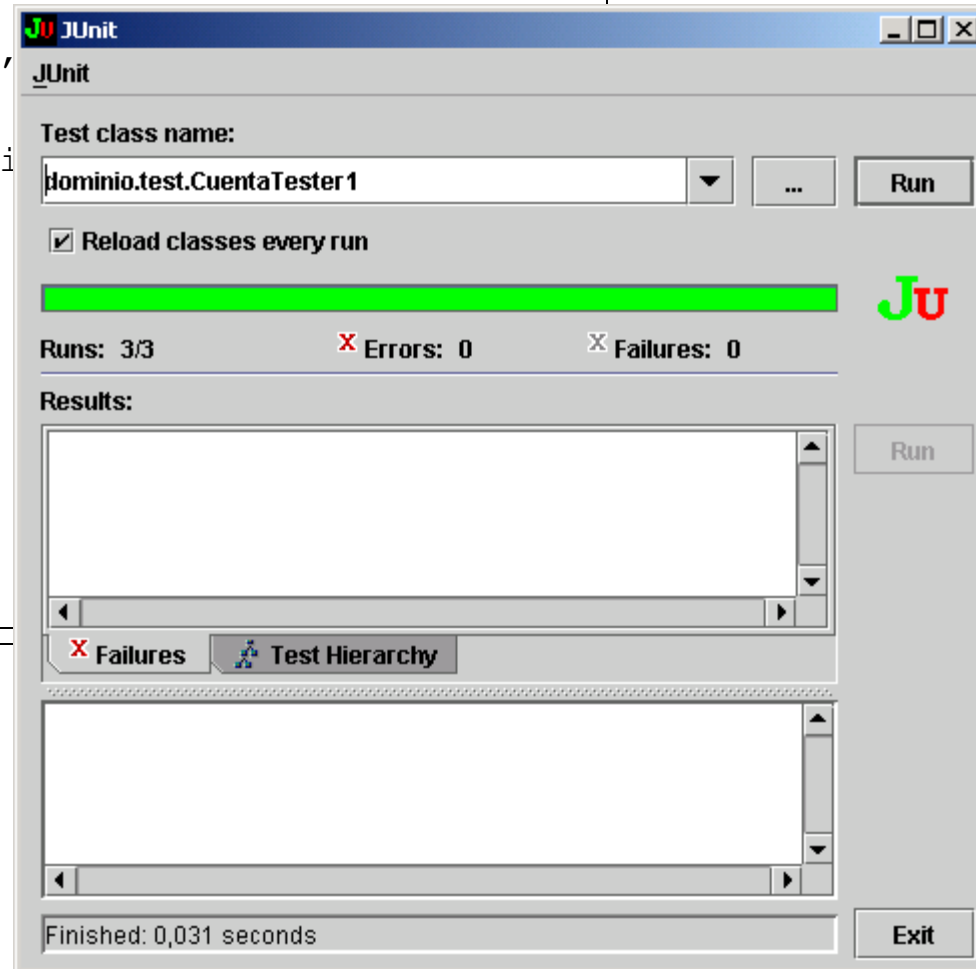 JU JUnit
JUnit
,
Test class name:
i
dominio.test.CuentaTester1 ... Run
Reload classes every run
JU
Runs: 3/3 X Errors: 0 X Failures: 0
Results:
Run
X Failures Test Hierarchy
Finished: 0,031 seconds Exit